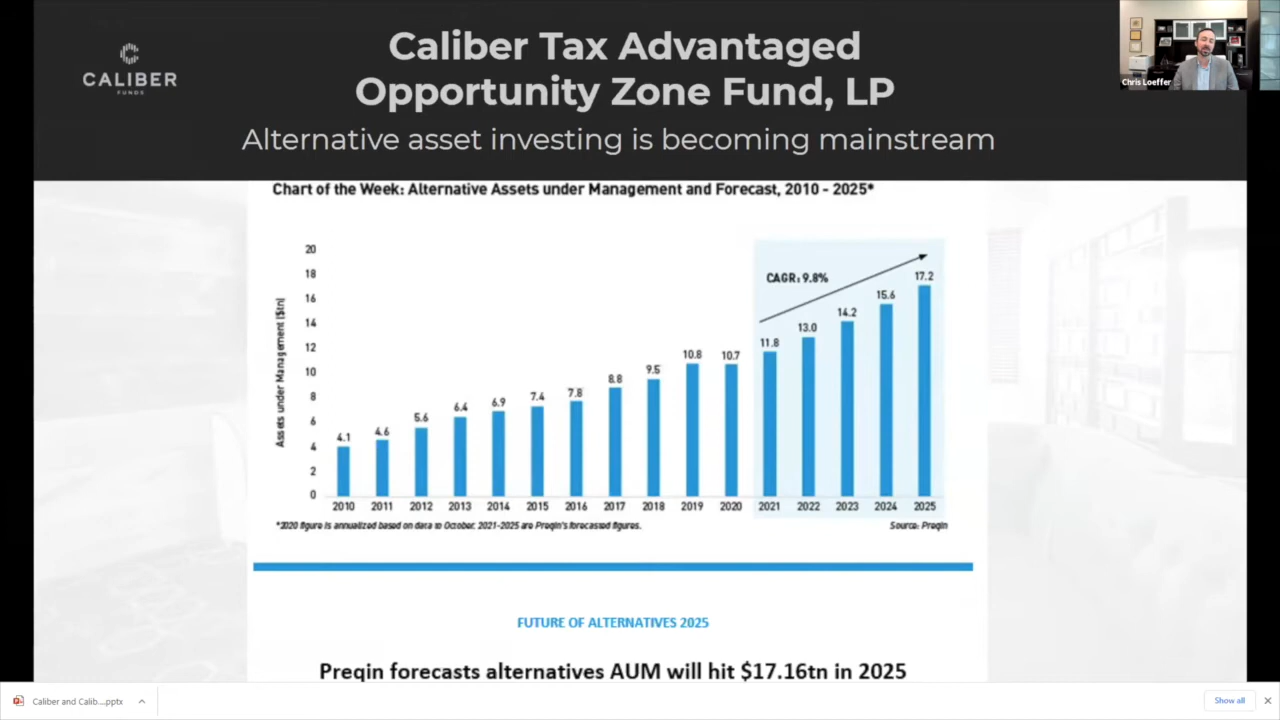 CALIBER
FUNDS
Caliber Tax Advantaged
Opportunity Zone Fund, LP
Alternative asset investing is becoming mainstream
Chris Loeffler
Chart of the Week: Alternative Assets under Management and Forecast, 2010 - 2025*
Assets under Management ($tn)
20
18
16
14
12
10
8
6
4
2
0
CAGR: 9.8%
4.1
4.6
5.6
6.4
6.9
7.4
7.8
8.8
9.5
10.8
10.7
11.8
13.0
14.2
15.6
17.2
2010 2011 2012 2013 2014 2015 2016 2017 2018 2019 2020 2021 2022 2023 2024 2025
*2020 figure is annualized based on data to October. 2021-2025 are Preqin's forecasted figures.
Source: Preqin
FUTURE OF ALTERNATIVES 2025
Preqin forecasts alternatives AUM will hit $17.16tn in 2025
Caliber and Calib....pptx
Show all